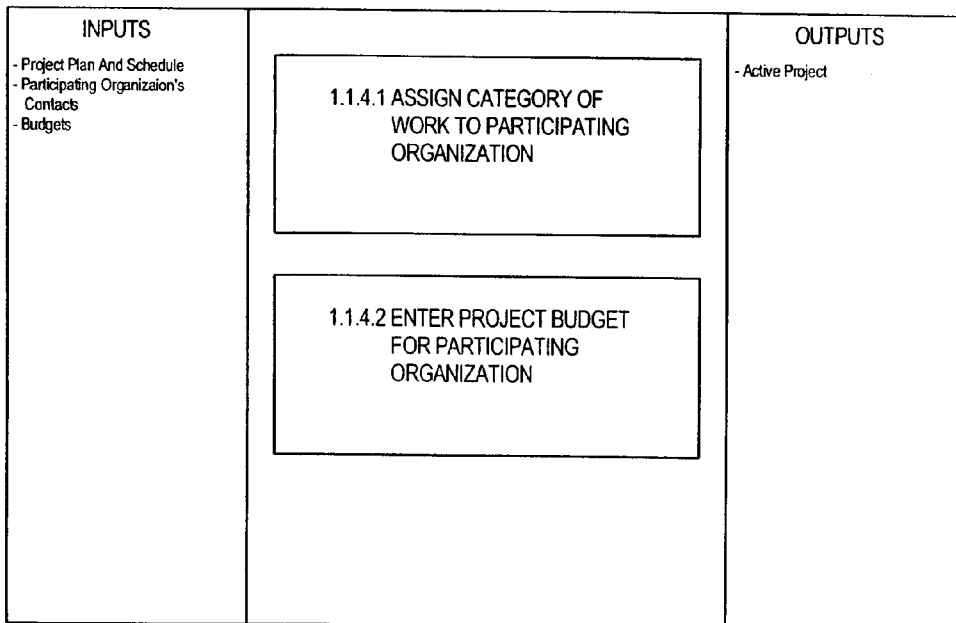 INPUTS
- Project Plan And Schedule
- Participating Organizaion's
Contacts
- Budgets
1.1.4.1 ASSIGN CATEGORY OF
WORK TO PARTICIPATING
ORGANIZATION
1.1.4.2 ENTER PROJECT BUDGET
FOR PARTICIPATING
ORGANIZATION
OUTPUTS
- Active Project